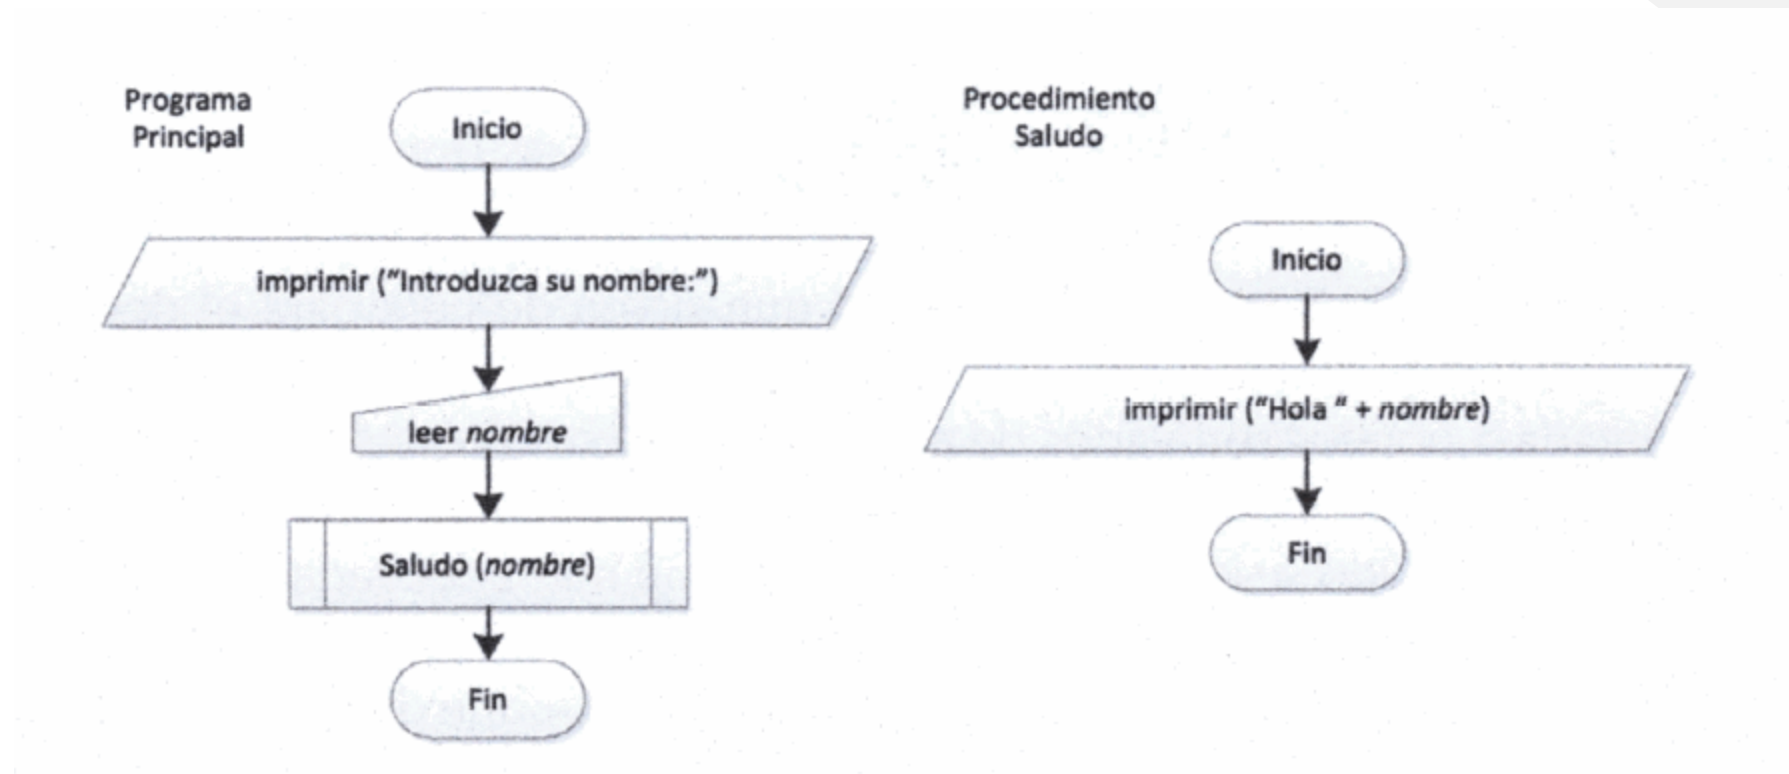 Programa
Principal
Inicio
imprimir (“Introduzca su nombre:”)
leer nombre
Saludo (nombre)
Fin
Procedimiento
Saludo
Inicio
imprimir (“Hola “ + nombre)
Fin